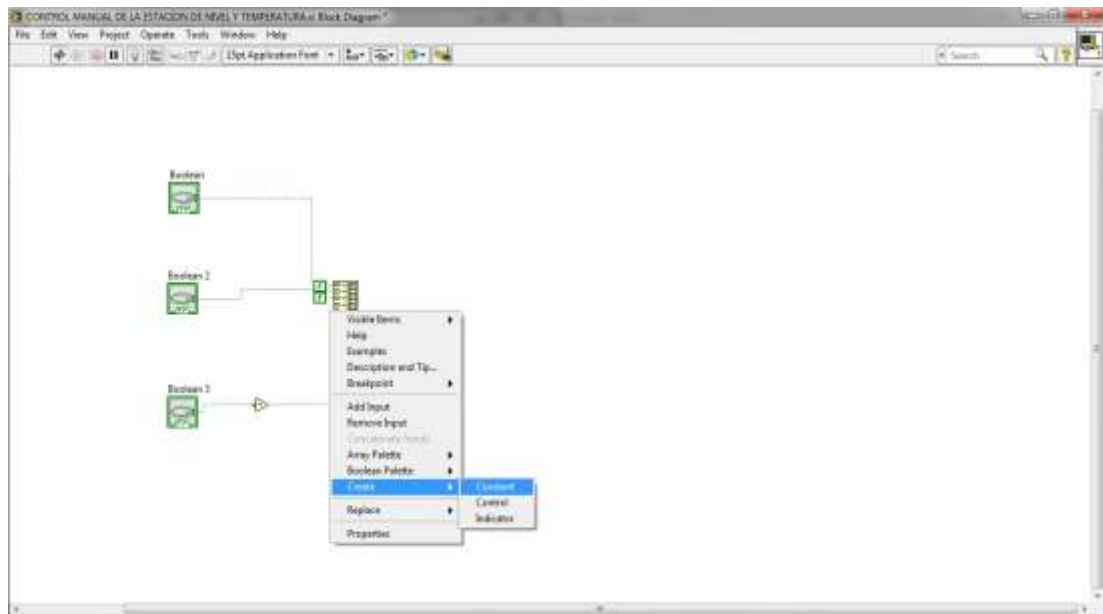 CONTROL MANUAL DE LA ESTACION DE NIVEL Y TEMPERATURA.vi Block Diagram *
File Edit View Project Operate Tools Window Help
15pt Application Font
Search
Boolean
Boolean 2
Boolean 3
Visible Items
Help
Examples
Description and Tip...
Breakpoint
Add Input
Remove Input
Concatenate Inputs
Array Palette
Boolean Palette
Create
Constant
Control
Indicator
Replace
Properties